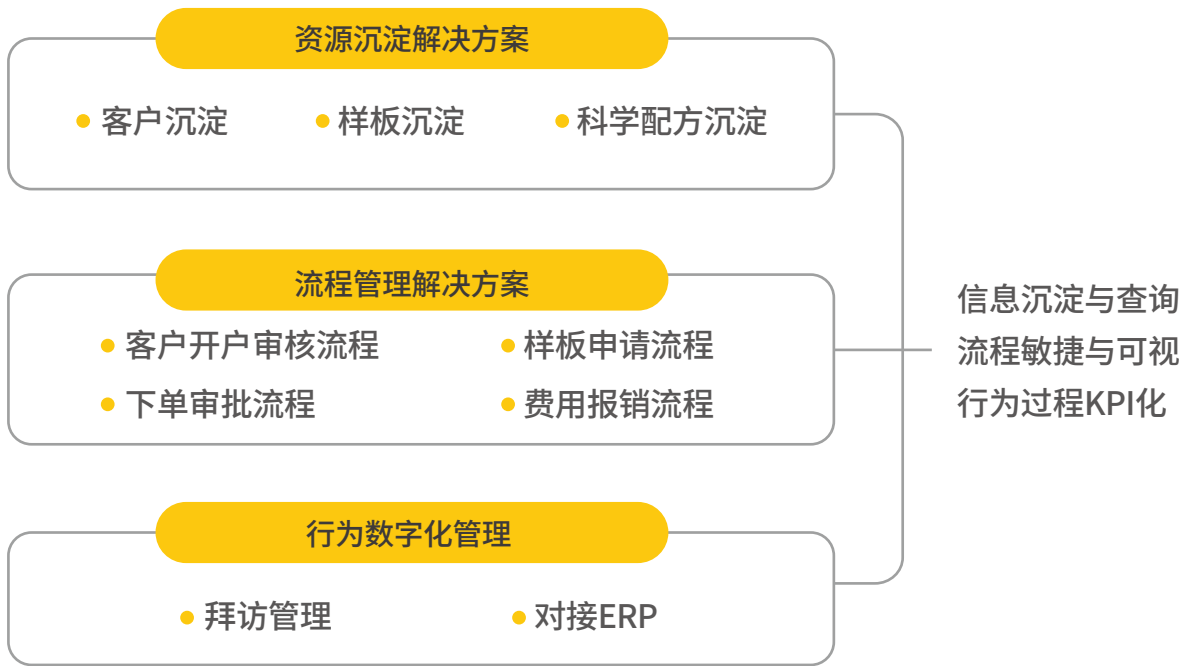 资源沉淀解决方案
客户沉淀 样板沉淀 科学配方沉淀
流程管理解决方案
客户开户审核流程 样板申请流程
下单审批流程 费用报销流程
行为数字化管理
拜访管理 对接ERP
信息沉淀与查询
流程敏捷与可视
行为过程KPI化